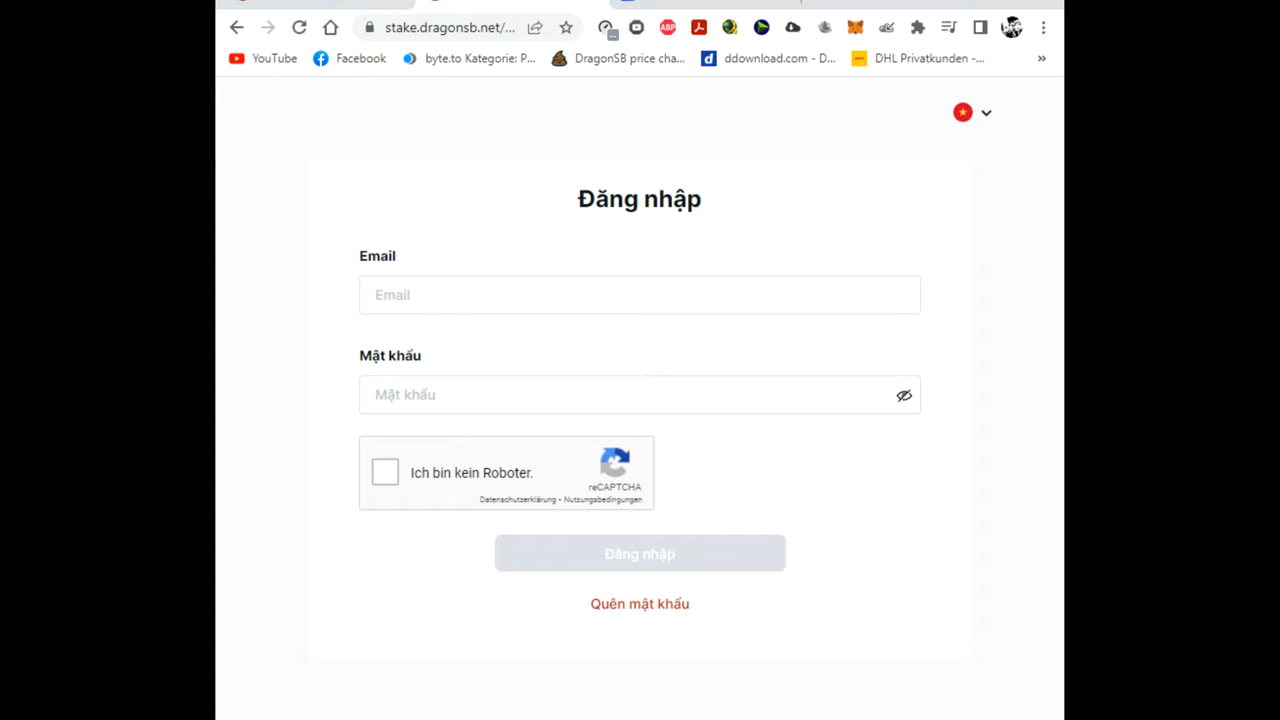 stake.dragonsb.net/...
ABP
YouTube Facebook byte.to Kategorie: P... DragonSB price cha... d ddownload.com - D... DHL Privatkunden -... »
Đăng nhập
Email
Email
Mật khẩu
Mật khẩu
Ich bin kein Roboter.
reCAPTCHA
Datenschutzerklärung - Nutzungsbedingungen
Đăng nhập
Quên mật khẩu